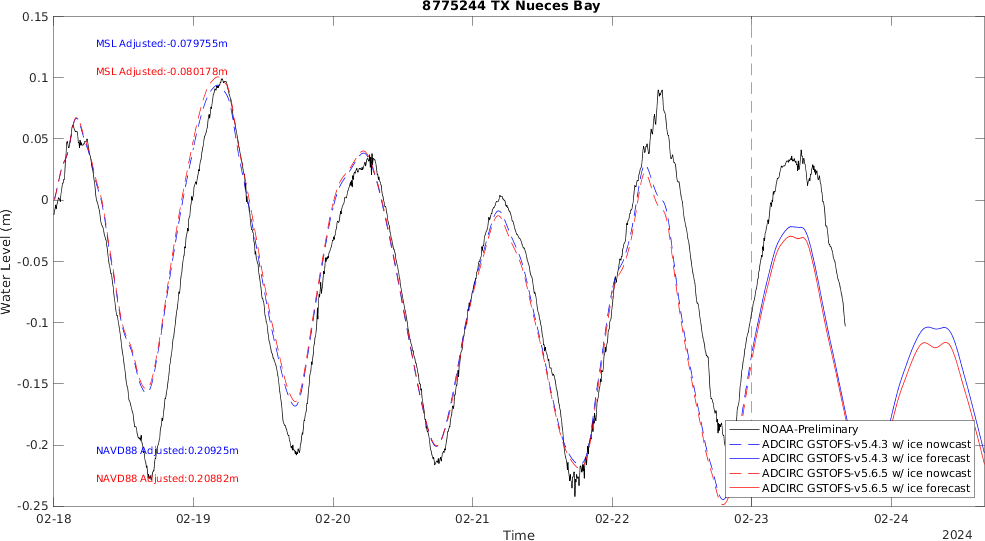 8775244 TX Nueces Bay
0.15
0.1
0.05
0
-0.05
-0.1
-0.15
-0.2
-0.25
Water Level (m)
MSL Adjusted:-0.079755m
MSL Adjusted:-0.080178m
NAVD88 Adjusted:0.20925m
NAVD88 Adjusted:0.20882m
NOAA-Preliminary
ADCIRC GSTOFS-v5.4.3 w/ ice nowcast
ADCIRC GSTOFS-v5.4.3 w/ ice forecast
ADCIRC GSTOFS-v5.6.5 w/ ice nowcast
ADCIRC GSTOFS-v5.6.5 w/ ice forecast
02-18 02-19 02-20 02-21 02-22 02-23 02-24
Time
2024